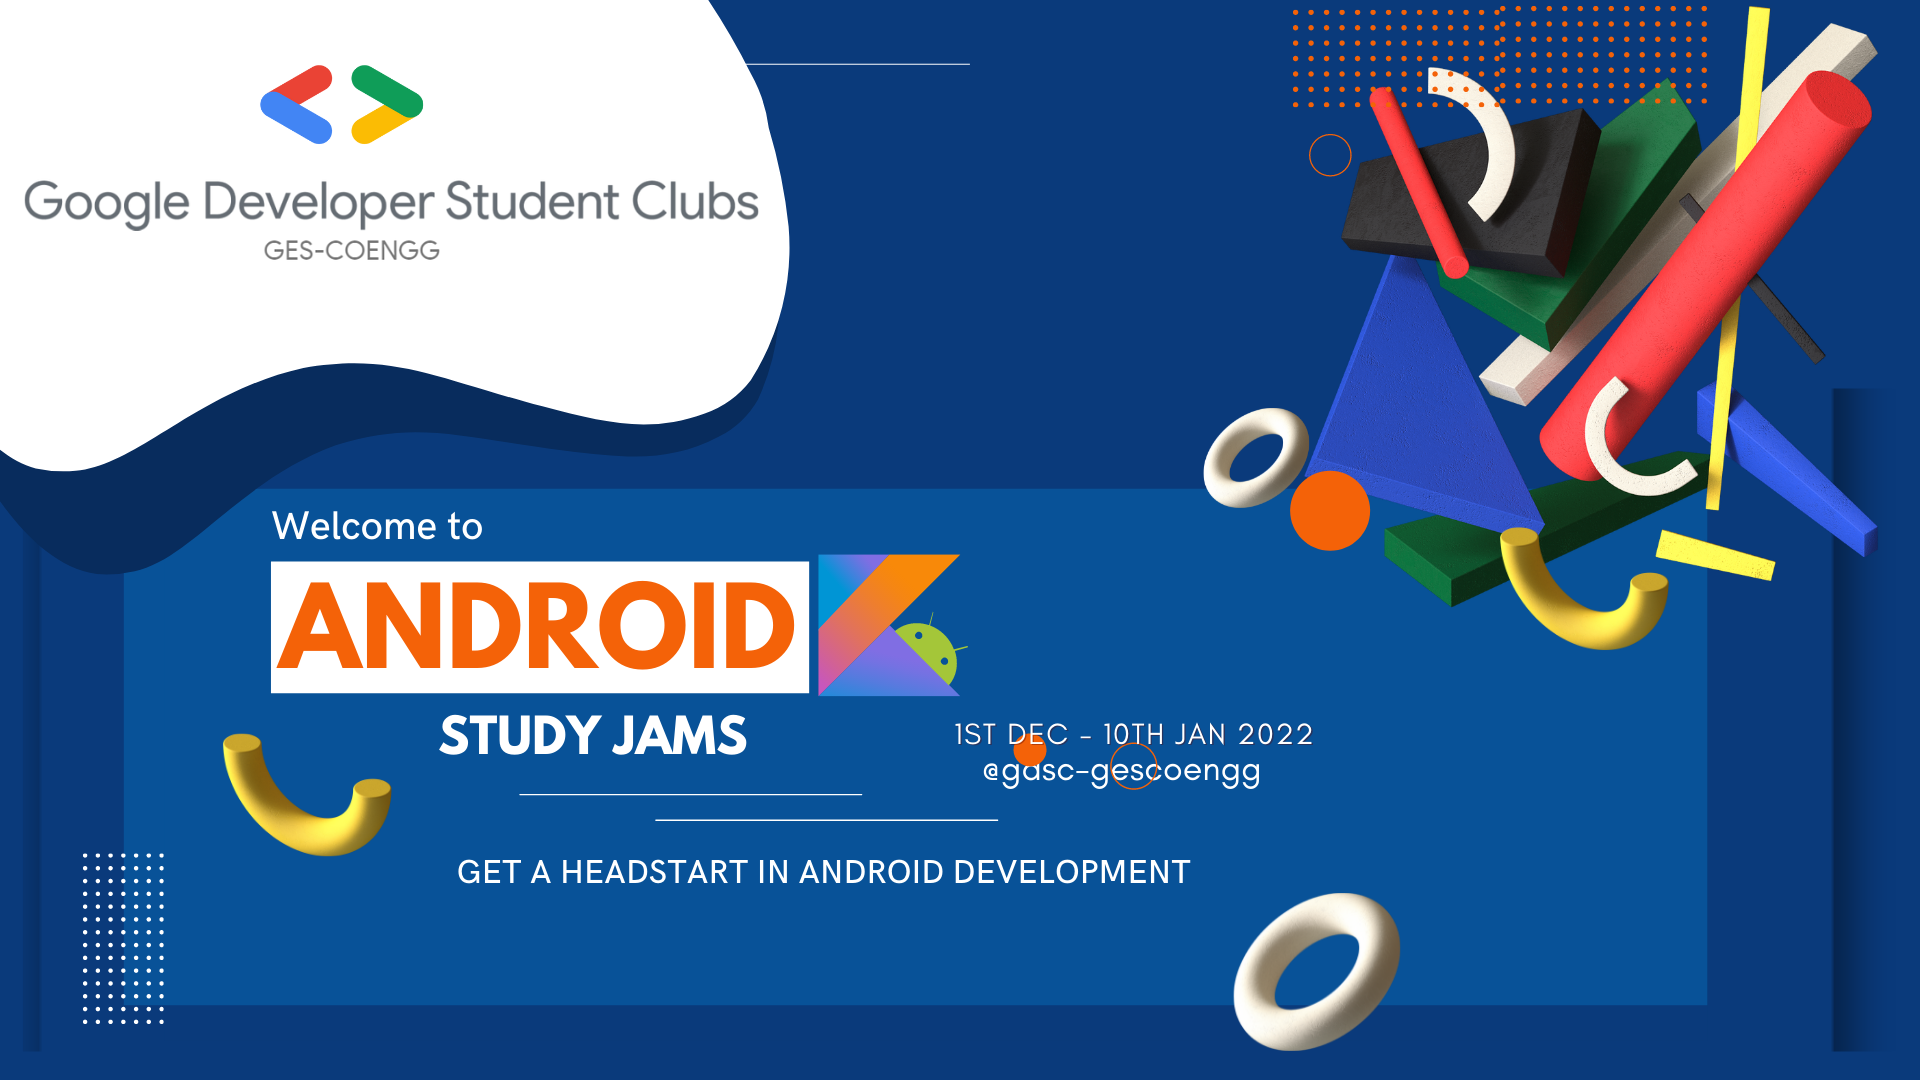 Google Developer Student Clubs
GES-COENGG
Welcome to
ANDROID
STUDY JAMS
1ST DEC - 10TH JAN 2022
@gdsc-gescoengg
GET A HEADSTART IN ANDROID DEVELOPMENT